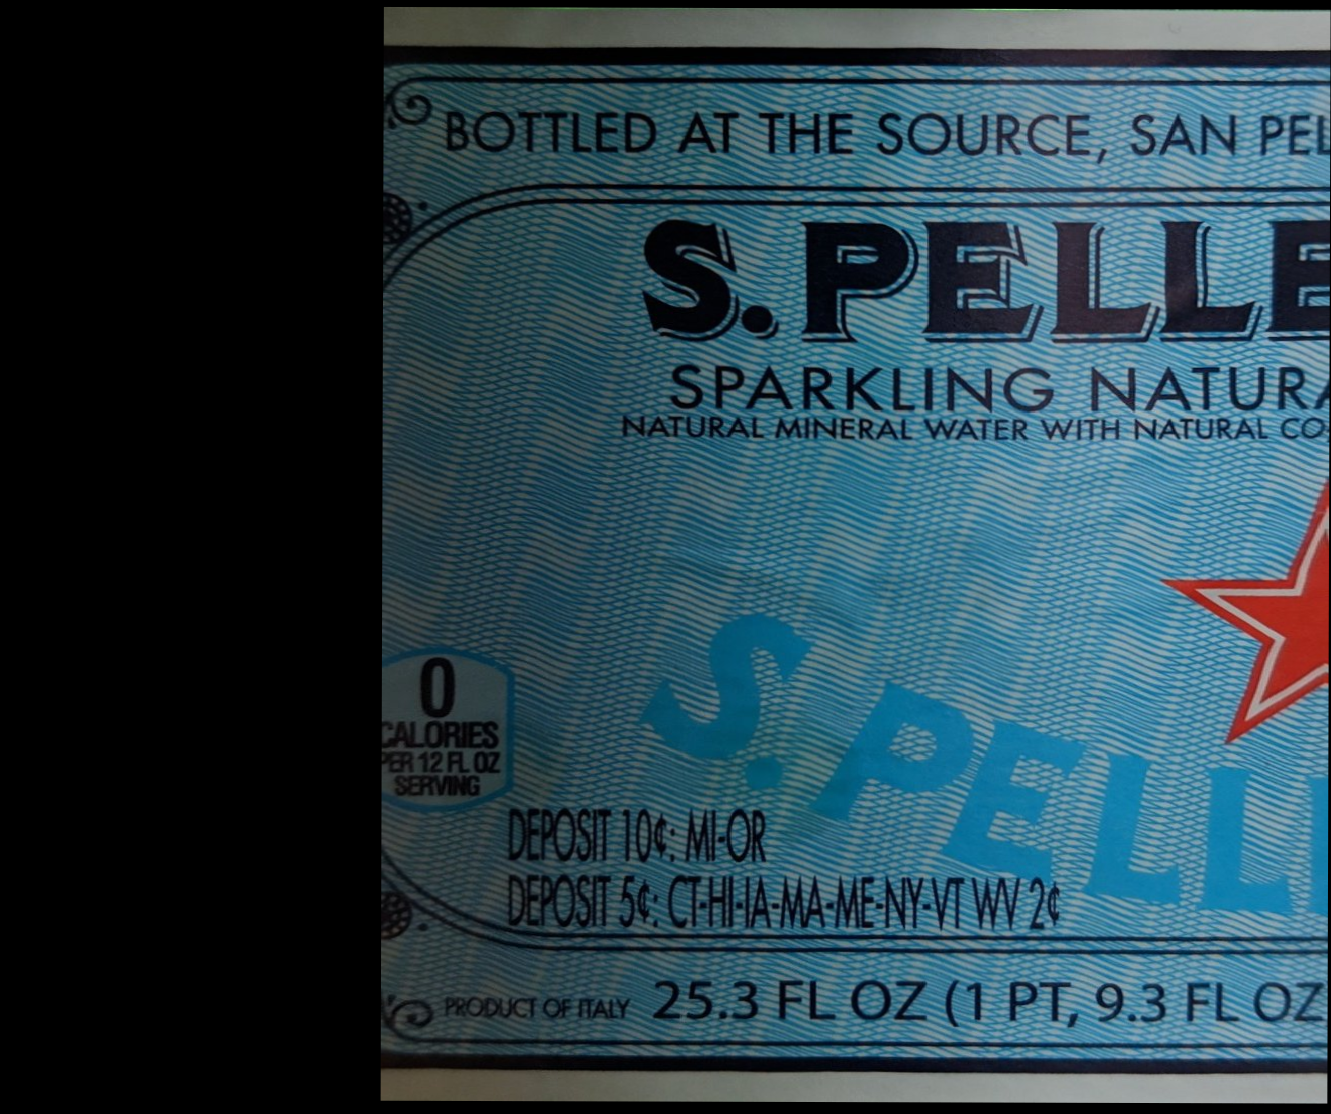 BOTTLED AT THE SOURCE, SAN PEL
S. PELLE
SPARKLING NATURA
NATURAL MINERAL WATER WITH NATURAL CO
S. PELL
0
CALORIES
PER 12 FL OZ
SERVING
DEPOSIT 10¢: MI-OR
DEPOSIT 5¢: CT-HI-IA-MA-ME-NY-VT WV 2¢
PRODUCT OF ITALY 25.3 FL OZ (1 PT, 9.3 FL OZ